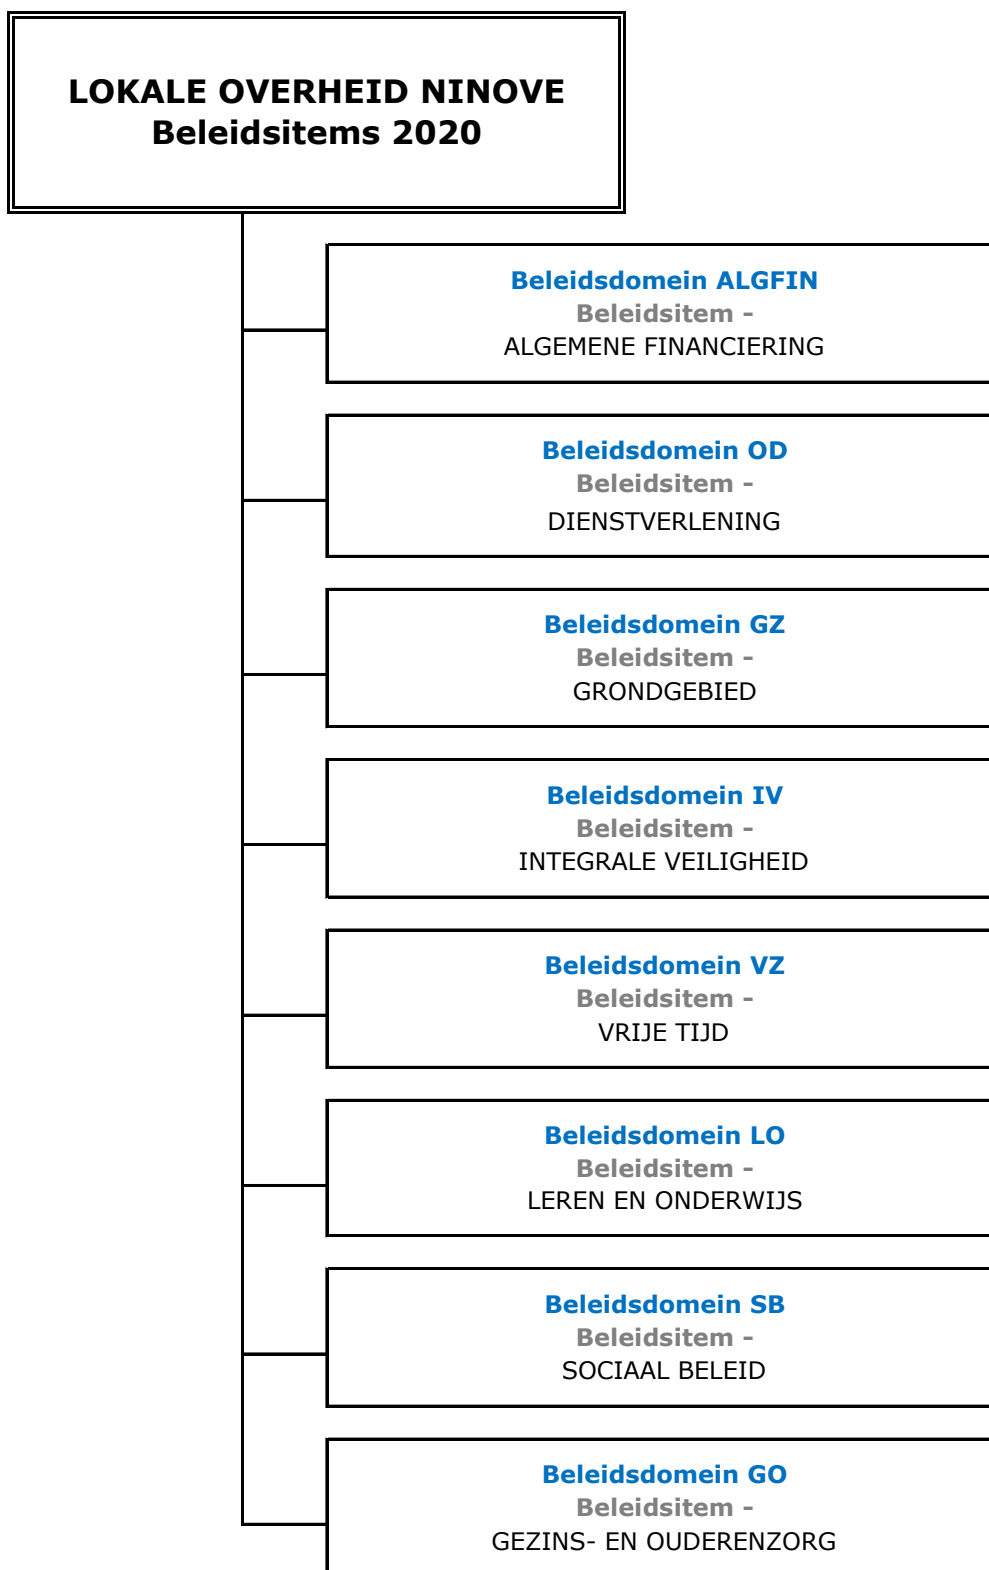 LOKALE OVERHEID NINOVE
Beleidsitems 2020
Beleidsdomein ALGFIN
Beleidsitem -
ALGEMENE FINANCIERING
Beleidsdomein OD
Beleidsitem -
DIENSTVERLENING
Beleidsdomein GZ
Beleidsitem -
GRONDGEBIED
Beleidsdomein IV
Beleidsitem -
INTEGRALE VEILIGHEID
Beleidsdomein VZ
Beleidsitem -
VRIJE TIJD
Beleidsdomein LO
Beleidsitem -
LEREN EN ONDERWIJS
Beleidsdomein SB
Beleidsitem -
SOCIAAL BELEID
Beleidsdomein GO
Beleidsitem -
GEZINS- EN OUDERENZORG